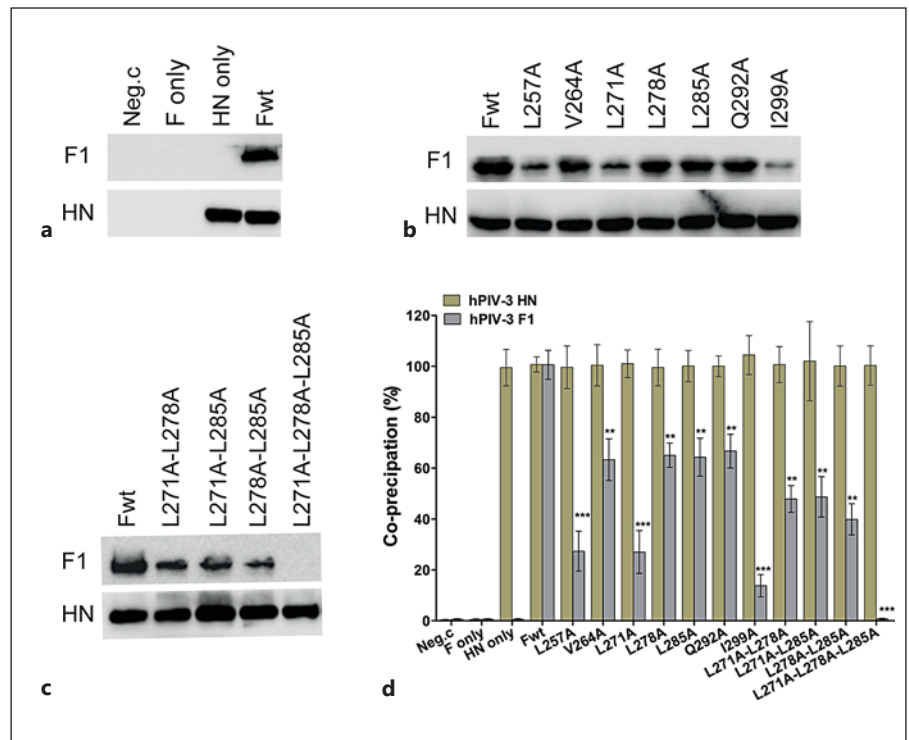 Neg.c
F only
HN only
Fwt
F1
HN
a
Fwt
L257A
V264A
L271A
L278A
L285A
Q292A
I299A
F1
HN
b
Fwt
L271A-L278A
L271A-L285A
L278A-L285A
L271A-L278A-L285A
F1
HN
c
hPIV-3 HN
hPIV-3 F1
Co-precipation (%)
120
100
80
60
40
20
0
***
**
***
**
**
**
***
**
**
**
***
Neg.c
F only
HN only
Fwt
L257A
V264A
L271A
L278A
L285A
Q292A
I299A
L271A-L278A
L271A-L285A
L278A-L285A
L271A-L278A-L285A
d